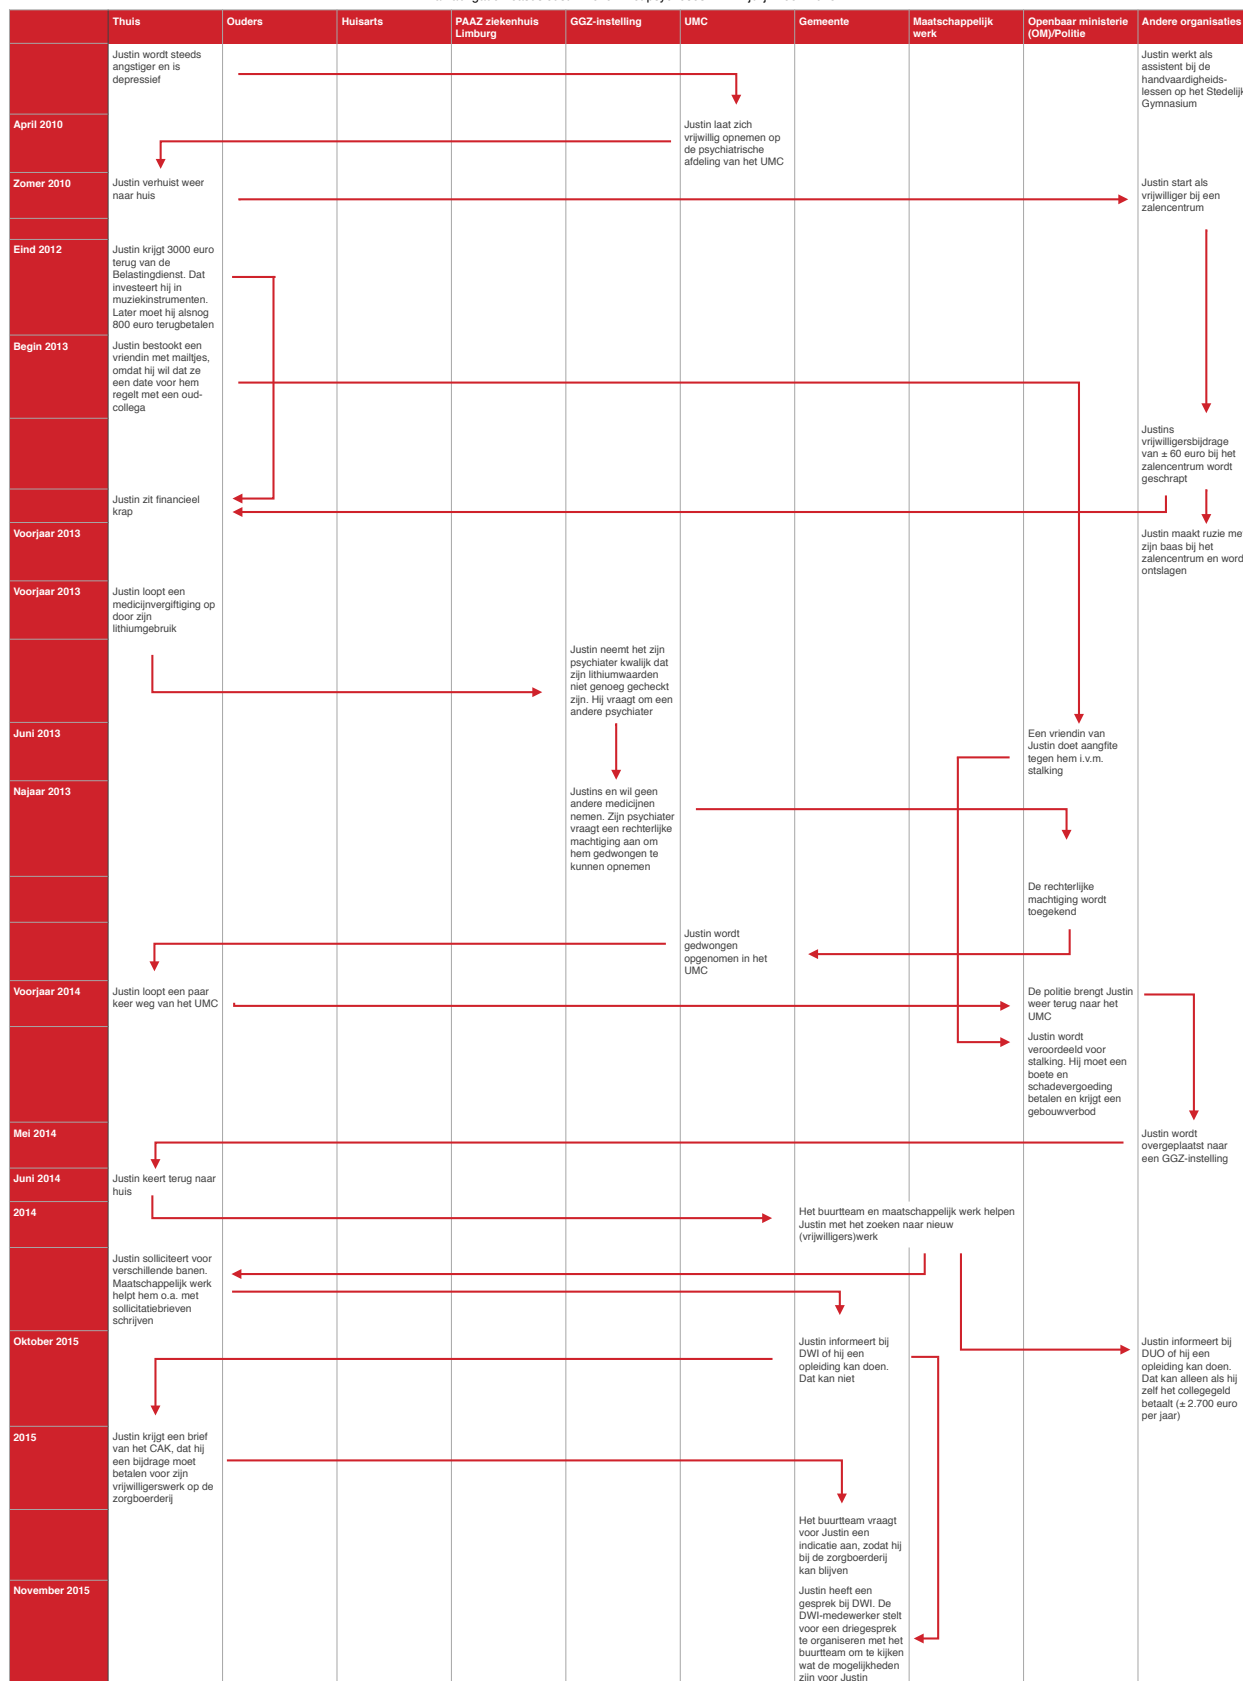 Thuis
Ouders
Huisarts
PAAZ ziekenhuis
Limburg
GGZ-instelling
UMC
Gemeente
Maatschappelijk
werk
Openbaar ministerie
(OM)/Politie
Andere organisaties
Justin wordt steeds
angstiger en is
depressief
Justin werkt als
assistent bij de
handvaardigheids-
lessen op het Stedelijk
Gymnasium
April 2010
Justin laat zich
vrijwillig opnemen op
de psychiatrische
afdeling van het UMC
Zomer 2010
Justin verhuist weer
naar huis
Justin start als
vrijwilliger bij een
zalencentrum
Eind 2012
Justin krijgt 3000 euro
terug van de
Belastingdienst. Dat
investeert hij in
muziekinstrumenten.
Later moet hij alsnog
800 euro terugbetalen
Begin 2013
Justin bestookt een
vriendin met mailtjes,
omdat hij wil dat ze
een date voor hem
regelt met een oud-
collega
Justins
vrijwilligersbijdrage
van ± 60 euro bij het
zalencentrum wordt
geschrapt
Justin zit financieel
krap
Voorjaar 2013
Justin maakt ruzie me
zijn baas bij het
zalencentrum en word
ontslagen
Voorjaar 2013
Justin loopt een
medicijnvergiftiging op
door zijn
lithiumgebruik
Justin neemt het zijn
psychiater kwalijk dat
zijn lithiumwaarden
niet genoeg gecheckt
zijn. Hij vraagt om een
andere psychiater
Juni 2013
Een vriendin van
Justin doet aangfite
tegen hem i.v.m.
stalking
Najaar 2013
Justins en wil geen
andere medicijnen
nemen. Zijn psychiater
vraagt een rechterlijke
machtiging aan om
hem gedwongen te
kunnen opnemen
De rechterlijke
machtiging wordt
toegekend
Justin wordt
gedwongen
opgenomen in het
UMC
Voorjaar 2014
Justin loopt een paar
keer weg van het UMC
De politie brengt Justin
weer terug naar het
UMC
Justin wordt
veroordeeld voor
stalking. Hij moet een
boete en
schadevergoeding
betalen en krijgt een
gebouwverbod
Mei 2014
Justin wordt
overgeplaatst naar
een GGZ-instelling
Juni 2014
Justin keert terug naar
huis
2014
Het buurtteam en maatschappelijk werk helpen
Justin met het zoeken naar nieuw
(vrijwilligers)werk
Justin solliciteert voor
verschillende banen.
Maatschappelijk werk
helpt hem o.a. met
sollicitatiebrieven
schrijven
Oktober 2015
Justin informeert bij
DWI of hij een
opleiding kan doen.
Dat kan niet
Justin informeert bij
DUO of hij een
opleiding kan doen.
Dat kan alleen als hij
zelf het collegegeld
betaalt (± 2.700 euro
per jaar)
2015
Justin krijgt een brief
van het CAK, dat hij
een bijdrage moet
betalen voor zijn
vrijwilligerswerk op de
zorgboerderij
Het buurtteam vraagt
voor Justin een
indicatie aan, zodat hij
bij de zorgboerderij
kan blijven
November 2015
Justin heeft een
gesprek bij DWI. De
DWI-medewerker stelt
voor een driegesprek
te organiseren met het
buurtteam om te kijken
wat de mogelijkheden
zijn voor Justin